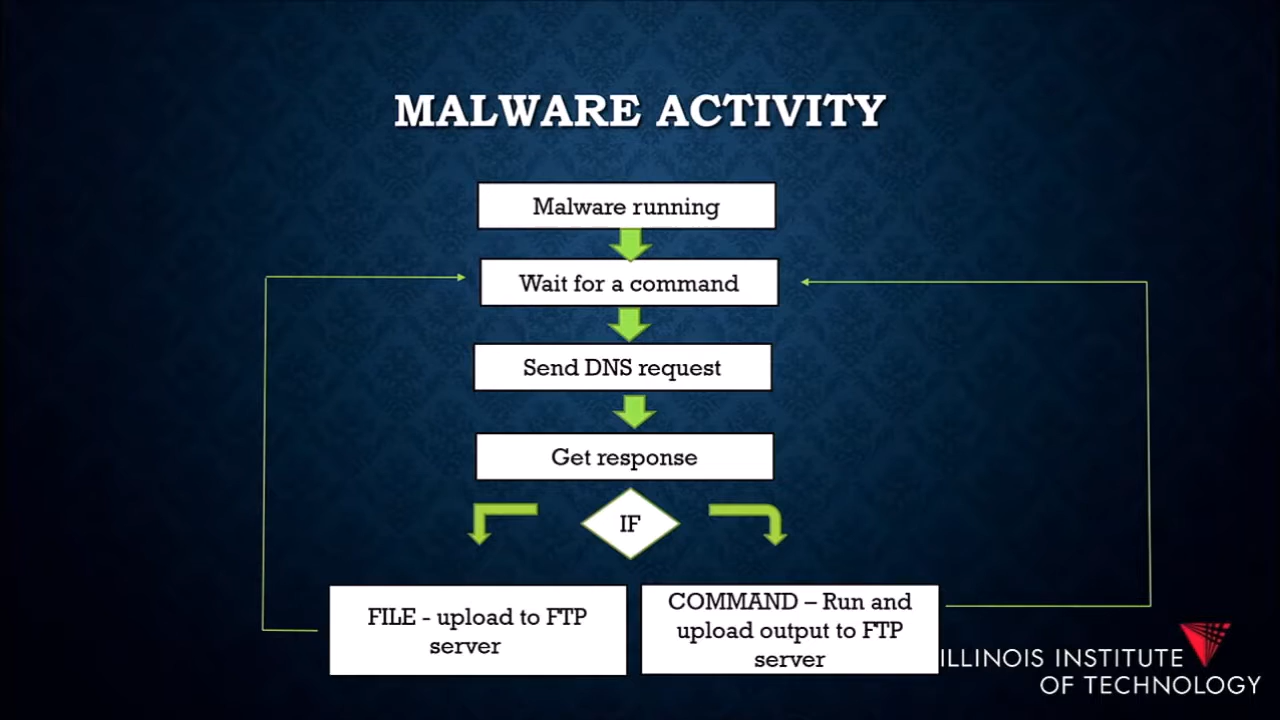 MALWARE ACTIVITY
Malware running
Wait for a command
Send DNS request
Get response
IF
FILE - upload to FTP
server
COMMAND – Run and
upload output to FTP
server
ILLINOIS INSTITUTE
OF TECHNOLOGY